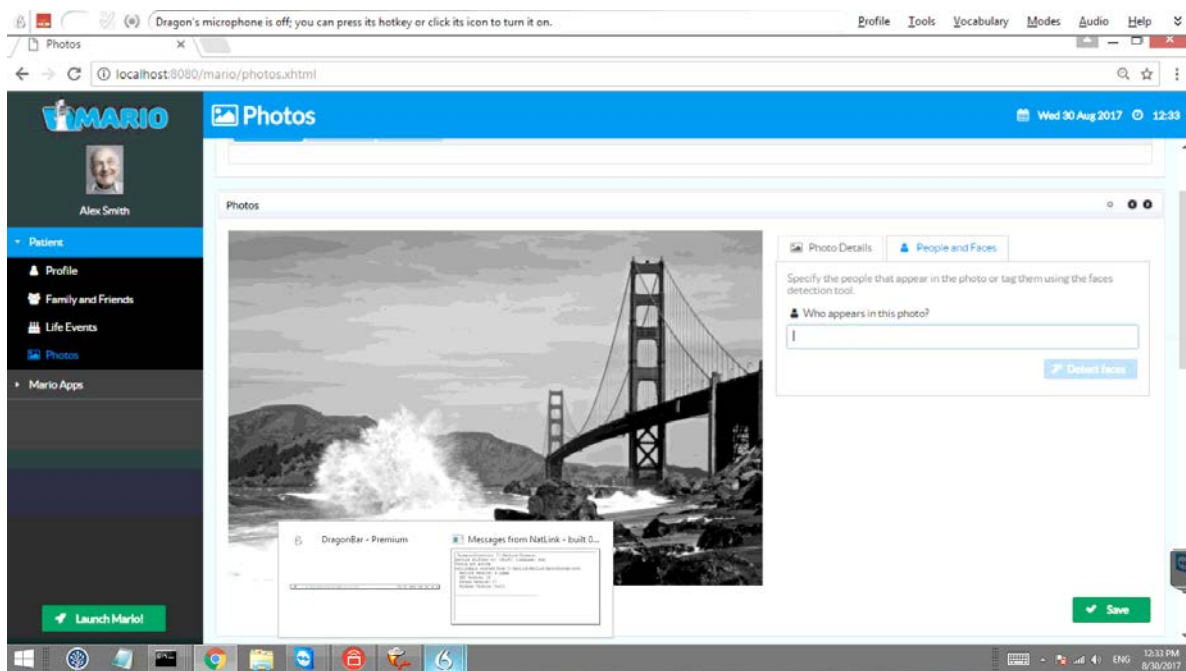 Dragon's microphone is off; you can press its hotkey or click its icon to turn it on.
Profile Tools Vocabulary Modes Audio Help
Photos
localhost:8080/mario/photos.xhtml
MARIO
Photos
Wed 30 Aug 2017 12:33
Alex Smith
Patient
Profile
Family and Friends
Life Events
Photos
Mario Apps
Launch Mario!
Photos
Photo Details
People and Faces
Specify the people that appear in the photo or tag them using the faces
detection tool.
Who appears in this photo?
Detect faces
Save
DragonBar - Premium
Messages from NatLink - built 0...
ENG
12:33 PM
8/30/2017